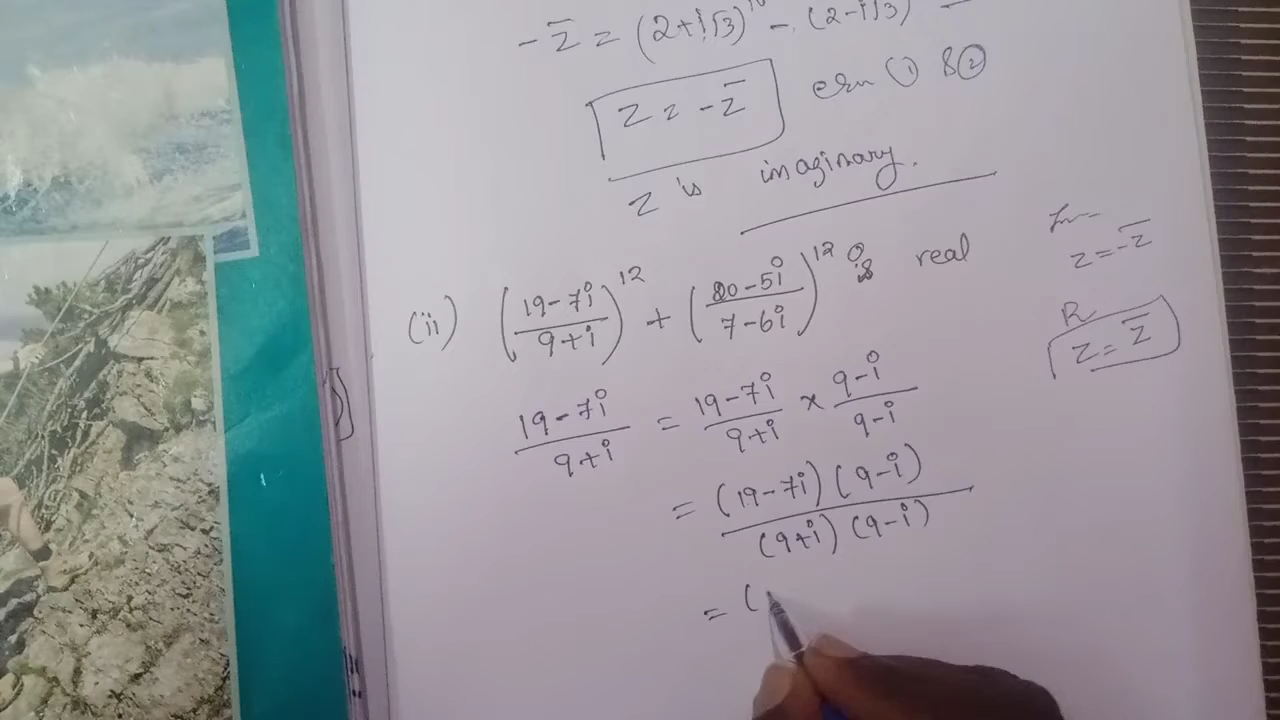 - z̄ = (2+i√3)¹⁰ - (2-i√3)
z = -z̄ ① & ②
z is imaginary.
(ii) ((19-7i)/(9+i))¹² + ((20-5i)/(7-6i))¹² is real
z=-z̄
R
z=z̄
(19-7i)/(9+i) = (19-7i)/(9+i) × (9-i)/(9-i)
= (19-7i)(9-i)/(9+i)(9-i)
= (